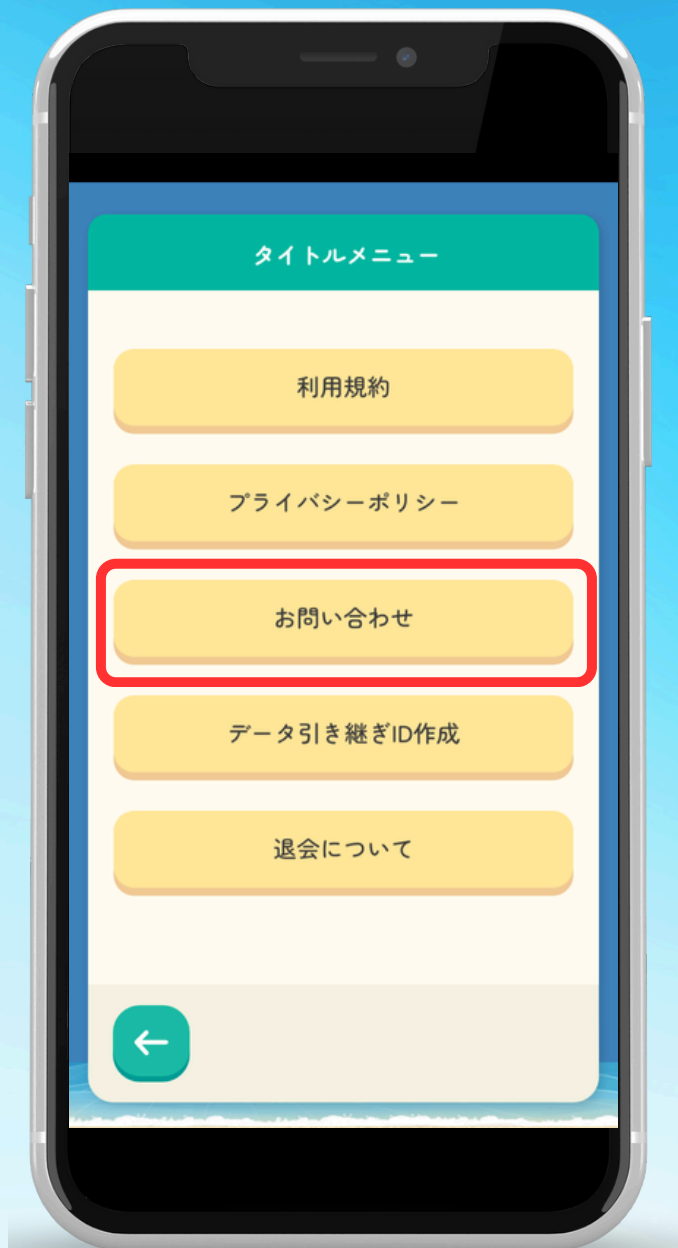 タイトルメニュー
利用規約
プライバシーポリシー
お問い合わせ
データ引き継ぎID作成
退会について